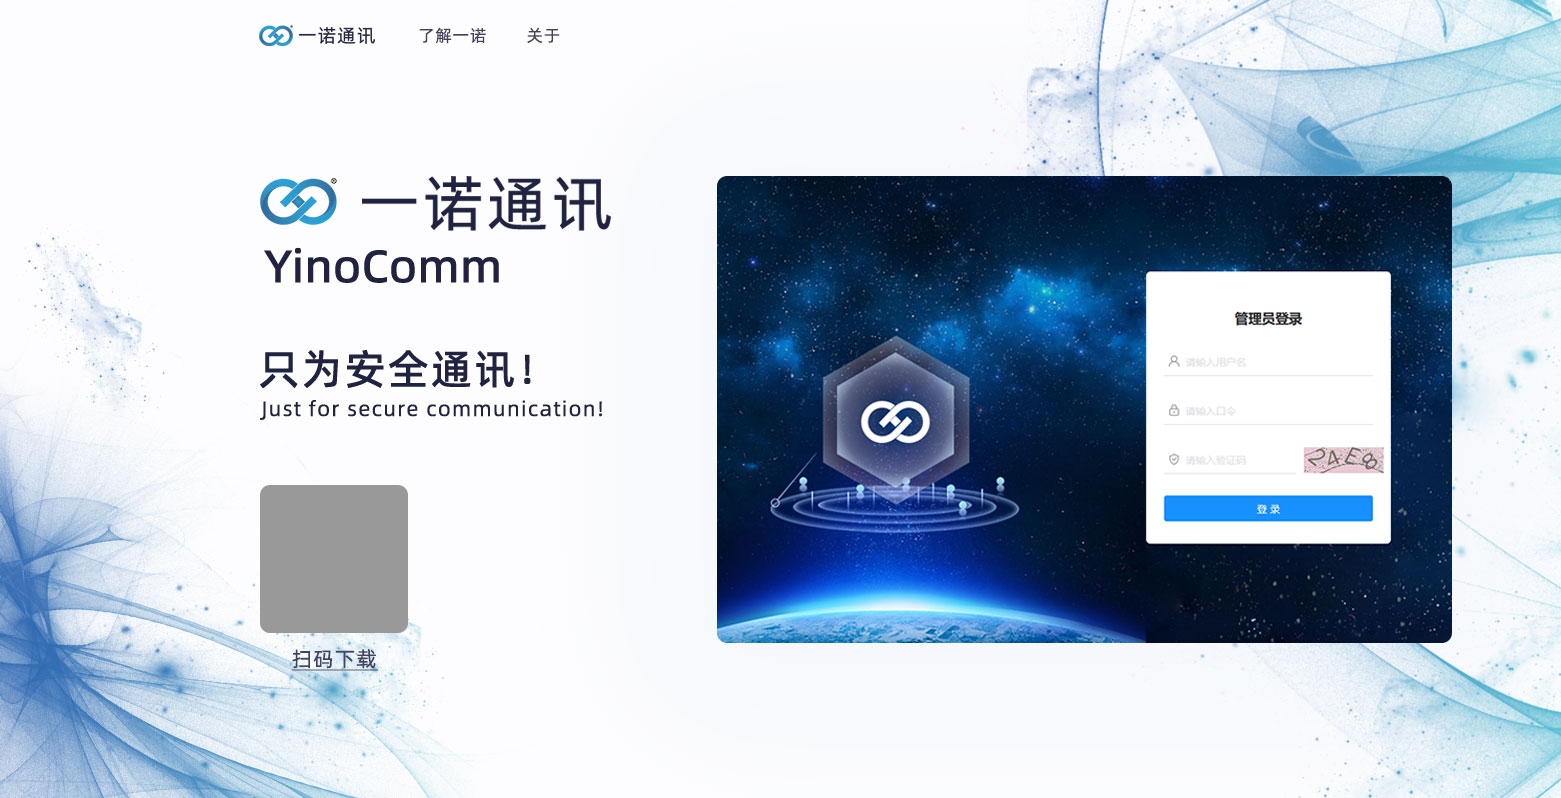 一诺通讯 了解一诺 关于
一诺通讯
YinoComm
只为安全通讯!
Just for secure communication!
扫码下载
管理员登录
请输入用户名
请输入口令
请输入验证码 24E8
登 录